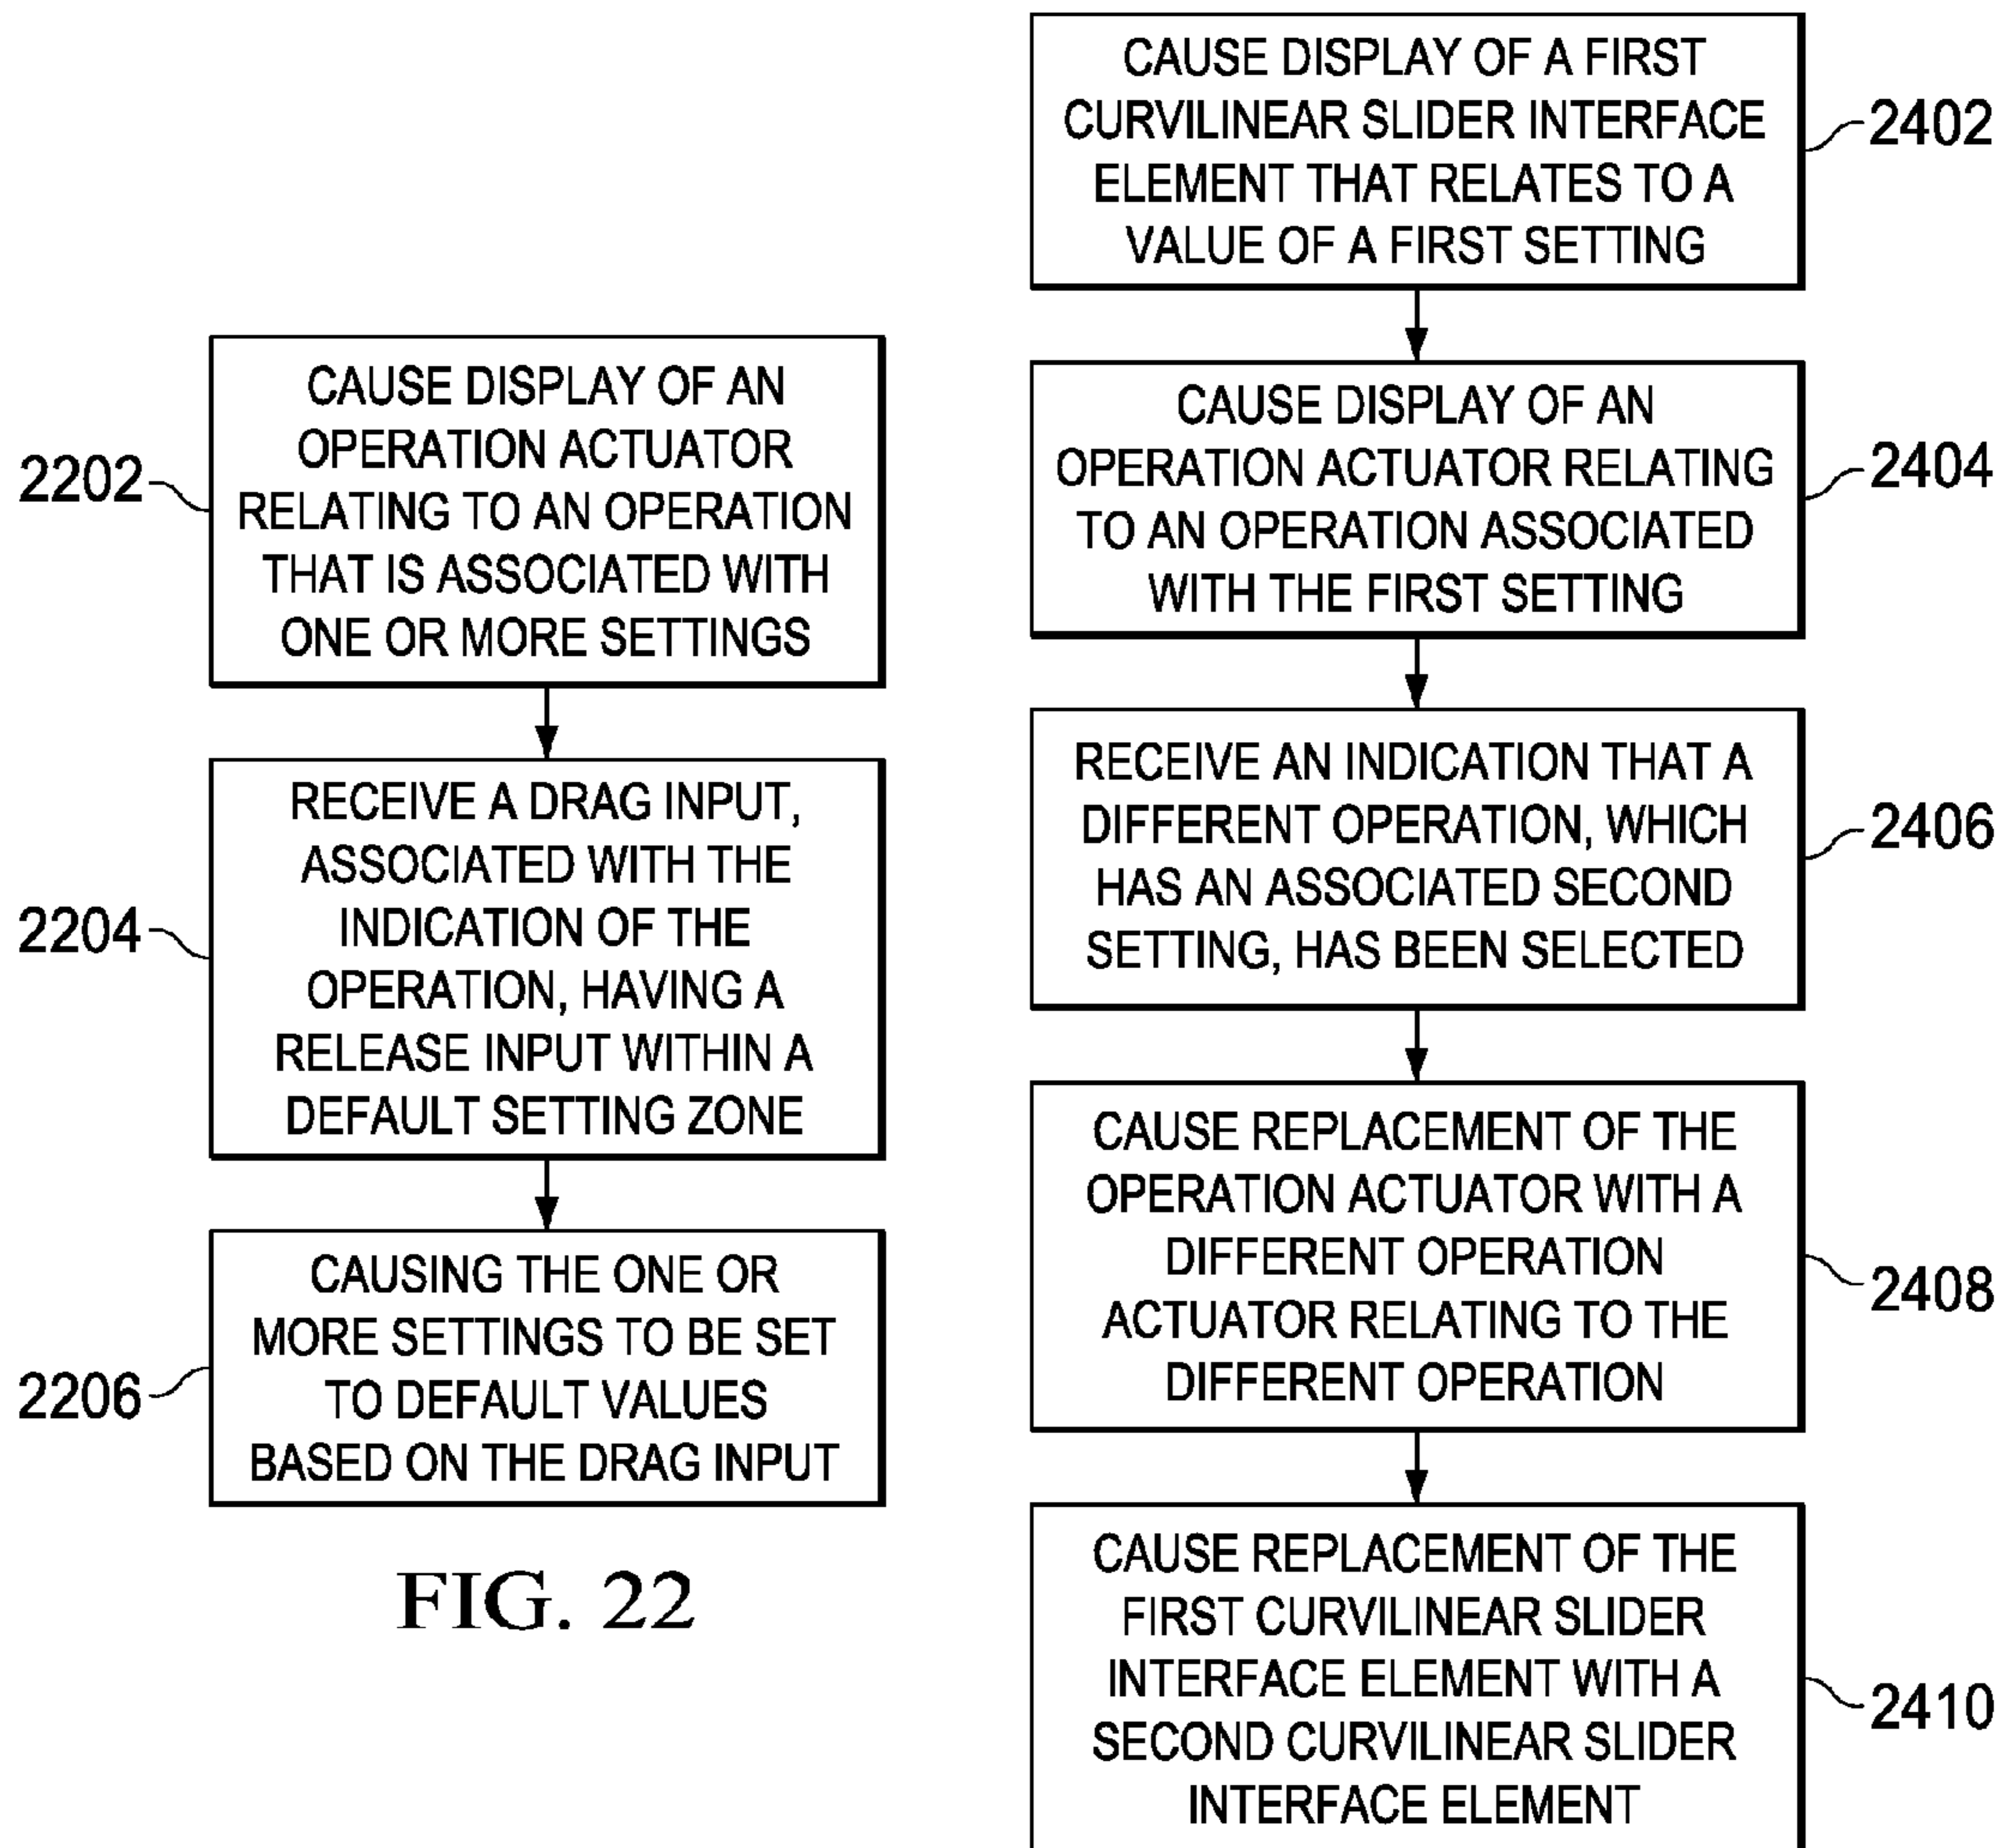 2202
CAUSE DISPLAY OF AN
OPERATION ACTUATOR
RELATING TO AN OPERATION
THAT IS ASSOCIATED WITH
ONE OR MORE SETTINGS
2204
RECEIVE A DRAG INPUT,
ASSOCIATED WITH THE
INDICATION OF THE
OPERATION, HAVING A
RELEASE INPUT WITHIN A
DEFAULT SETTING ZONE
2206
CAUSING THE ONE OR
MORE SETTINGS TO BE SET
TO DEFAULT VALUES
BASED ON THE DRAG INPUT
FIG. 22
CAUSE DISPLAY OF A FIRST
CURVILINEAR SLIDER INTERFACE
ELEMENT THAT RELATES TO A
VALUE OF A FIRST SETTING
2402
CAUSE DISPLAY OF AN
OPERATION ACTUATOR RELATING
TO AN OPERATION ASSOCIATED
WITH THE FIRST SETTING
2404
RECEIVE AN INDICATION THAT A
DIFFERENT OPERATION, WHICH
HAS AN ASSOCIATED SECOND
SETTING, HAS BEEN SELECTED
2406
CAUSE REPLACEMENT OF THE
OPERATION ACTUATOR WITH A
DIFFERENT OPERATION
ACTUATOR RELATING TO THE
DIFFERENT OPERATION
2408
CAUSE REPLACEMENT OF THE
FIRST CURVILINEAR SLIDER
INTERFACE ELEMENT WITH A
SECOND CURVILINEAR SLIDER
INTERFACE ELEMENT
2410